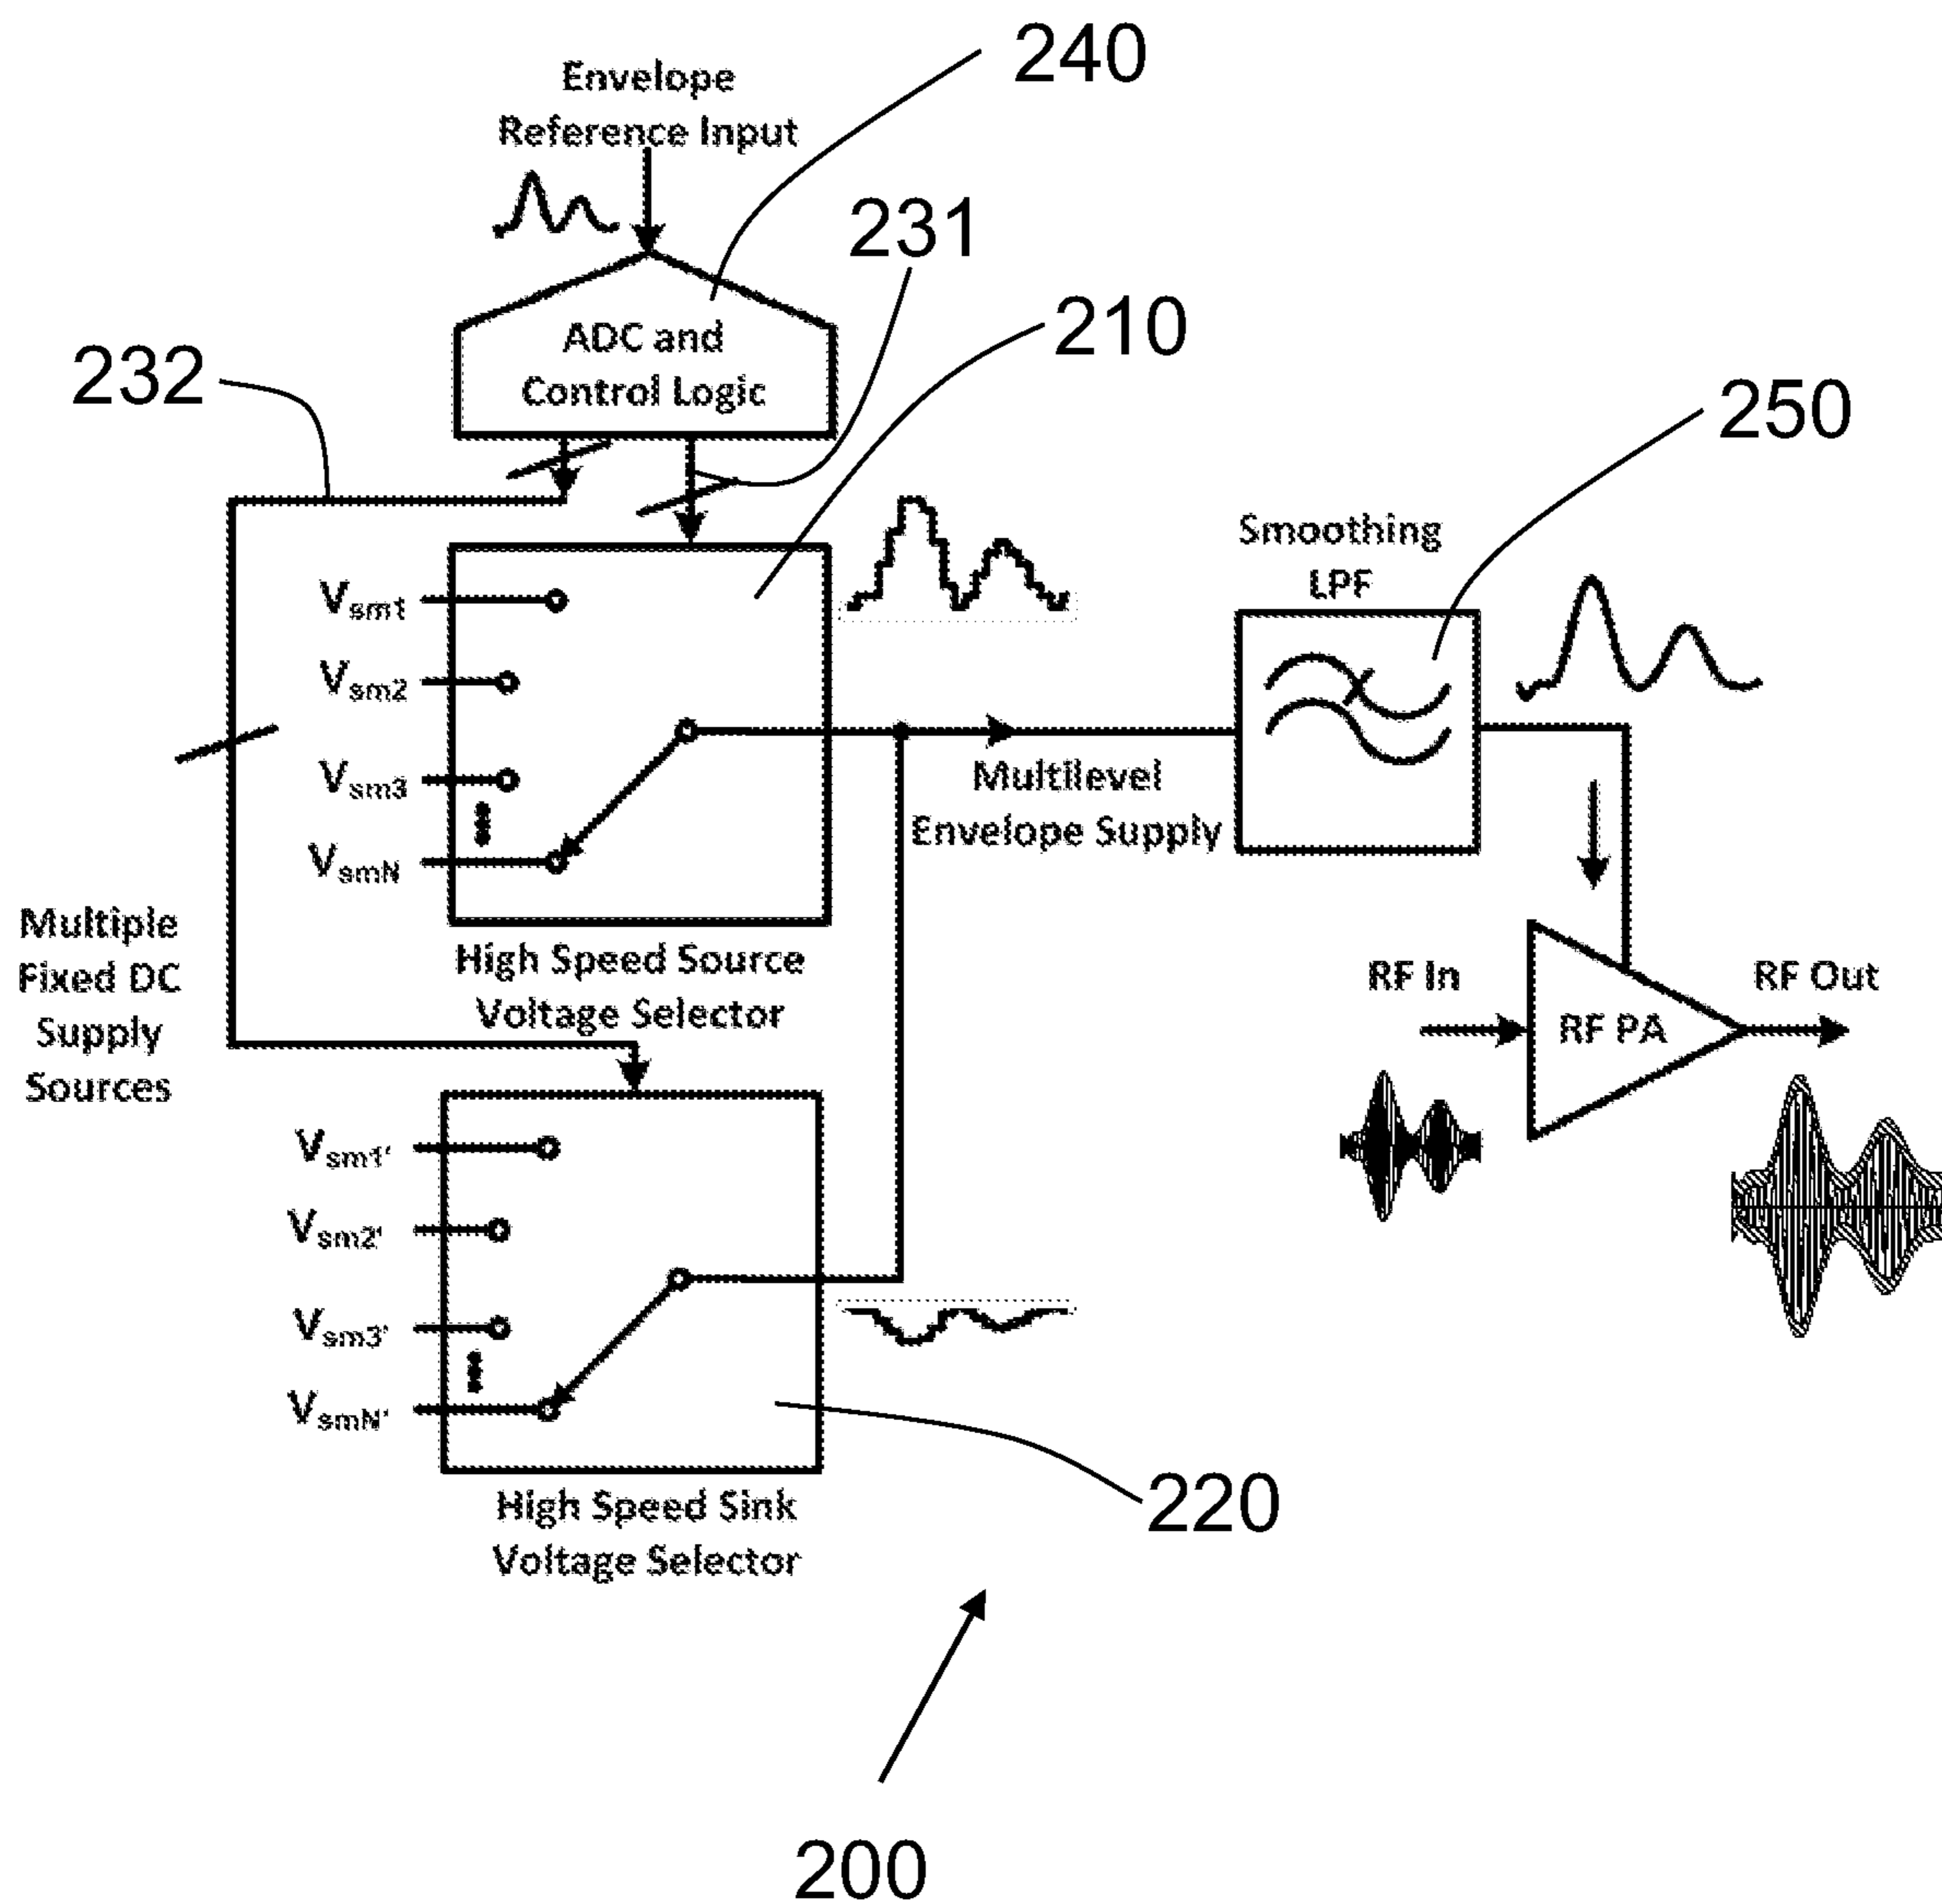 240
Envelope
Reference Input
231
210
ADC and
Control Logic
232
250
Smoothing
LPF
Vsm1
Vsm2
Vsm3
VsmN
Multilevel
Envelope Supply
High Speed Source
Voltage Selector
Multiple
Fixed DC
Supply
Sources
RF In
RF PA
RF Out
Vsm1'
Vsm2'
Vsm3'
VsmN'
220
High Speed Sink
Voltage Selector
200